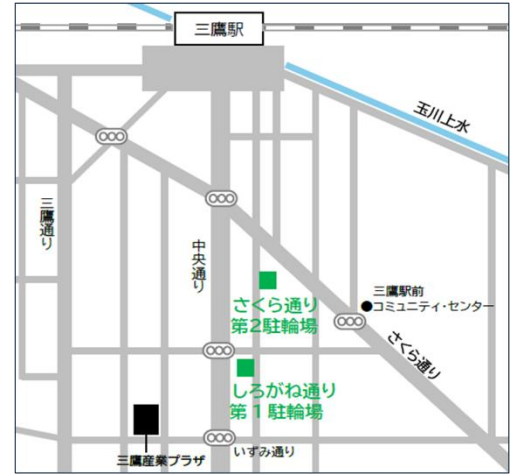 三鷹駅
玉川上水
三鷹通り
中央通り
三鷹駅前
●コミュニティ・センター
さくら通り
第2駐輪場
さくら通り
しろがね通り
第1駐輪場
いずみ通り
三鷹産業プラザ